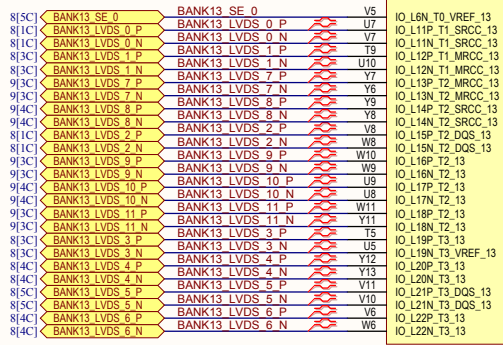 8[5C] BANK13_SE_0 BANK13_SE_0 V5 IO_L6N_T0_VREF_13
8[1C] BANK13_LVDS_0_P BANK13_LVDS_0_P U7 IO_L11P_T1_SRCC_13
8[1C] BANK13_LVDS_0_N BANK13_LVDS_0_N V7 IO_L11N_T1_SRCC_13
8[3C] BANK13_LVDS_1_P BANK13_LVDS_1_P T9 IO_L12P_T1_MRCC_13
8[3C] BANK13_LVDS_1_N BANK13_LVDS_1_N U10 IO_L12N_T1_MRCC_13
9[3C] BANK13_LVDS_7_P BANK13_LVDS_7_P Y7 IO_L13P_T2_MRCC_13
9[3C] BANK13_LVDS_7_N BANK13_LVDS_7_N Y6 IO_L13N_T2_MRCC_13
9[4C] BANK13_LVDS_8_P BANK13_LVDS_8_P Y9 IO_L14P_T2_SRCC_13
9[4C] BANK13_LVDS_8_N BANK13_LVDS_8_N Y8 IO_L14N_T2_SRCC_13
8[1C] BANK13_LVDS_2_P BANK13_LVDS_2_P V8 IO_L15P_T2_DQS_13
8[1C] BANK13_LVDS_2_N BANK13_LVDS_2_N W8 IO_L15N_T2_DQS_13
9[3C] BANK13_LVDS_9_P BANK13_LVDS_9_P W10 IO_L16P_T2_13
9[3C] BANK13_LVDS_9_N BANK13_LVDS_9_N W9 IO_L16N_T2_13
9[4C] BANK13_LVDS_10_P BANK13_LVDS_10_P U9 IO_L17P_T2_13
9[4C] BANK13_LVDS_10_N BANK13_LVDS_10_N U8 IO_L17N_T2_13
9[3C] BANK13_LVDS_11_P BANK13_LVDS_11_P W11 IO_L18P_T2_13
9[3C] BANK13_LVDS_11_N BANK13_LVDS_11_N Y11 IO_L18N_T2_13
8[3C] BANK13_LVDS_3_P BANK13_LVDS_3_P T5 IO_L19P_T3_13
8[3C] BANK13_LVDS_3_N BANK13_LVDS_3_N U5 IO_L19N_T3_VREF_13
8[4C] BANK13_LVDS_4_P BANK13_LVDS_4_P Y12 IO_L20P_T3_13
8[4C] BANK13_LVDS_4_N BANK13_LVDS_4_N Y13 IO_L20N_T3_13
8[5C] BANK13_LVDS_5_P BANK13_LVDS_5_P V11 IO_L21P_T3_DQS_13
8[5C] BANK13_LVDS_5_N BANK13_LVDS_5_N V10 IO_L21N_T3_DQS_13
8[4C] BANK13_LVDS_6_P BANK13_LVDS_6_P V6 IO_L22P_T3_13
8[4C] BANK13_LVDS_6_N BANK13_LVDS_6_N W6 IO_L22N_T3_13